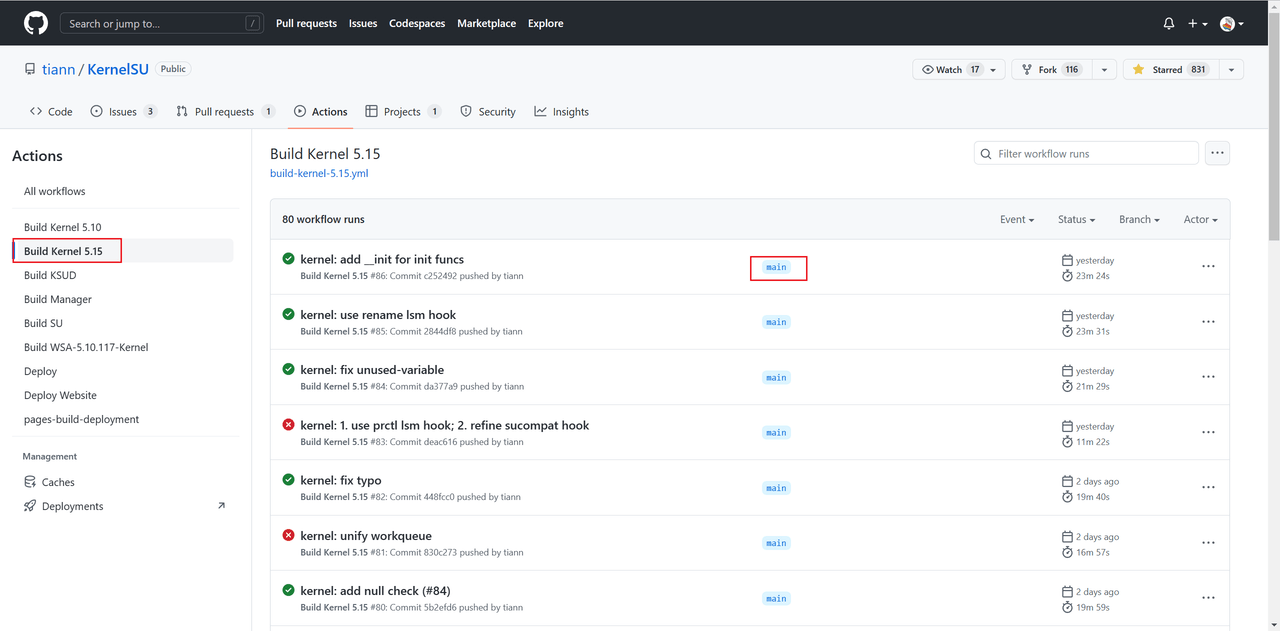 Search or jump to... /
Pull requests Issues Codespaces Marketplace Explore
tiann / KernelSU Public
Watch 17 Fork 116 Starred 831
Code Issues 3 Pull requests 1 Actions Projects 1 Security Insights
Actions
All workflows
Build Kernel 5.10
Build Kernel 5.15
Build KSUD
Build Manager
Build SU
Build WSA-5.10.117-Kernel
Deploy
Deploy Website
pages-build-deployment
Management
Caches
Deployments
Build Kernel 5.15
build-kernel-5.15.yml
Filter workflow runs
80 workflow runs Event Status Branch Actor
kernel: add __init for init funcs
Build Kernel 5.15 #86: Commit c252492 pushed by tiann
main
yesterday
23m 24s
kernel: use rename lsm hook
Build Kernel 5.15 #85: Commit 2844df8 pushed by tiann
main
yesterday
23m 31s
kernel: fix unused-variable
Build Kernel 5.15 #84: Commit da377a9 pushed by tiann
main
yesterday
21m 29s
kernel: 1. use prctl lsm hook; 2. refine sucompat hook
Build Kernel 5.15 #83: Commit deac616 pushed by tiann
main
yesterday
11m 22s
kernel: fix typo
Build Kernel 5.15 #82: Commit 448fcc0 pushed by tiann
main
2 days ago
19m 40s
kernel: unify workqueue
Build Kernel 5.15 #81: Commit 830c273 pushed by tiann
main
2 days ago
16m 57s
kernel: add null check (#84)
Build Kernel 5.15 #80: Commit 5b2efd6 pushed by tiann
main
2 days ago
19m 59s